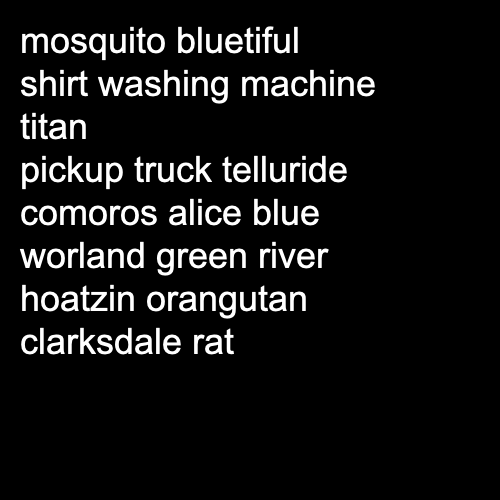 mosquito bluetiful
shirt washing machine
titan
pickup truck telluride
comoros alice blue
worland green river
hoatzin orangutan
clarksdale rat